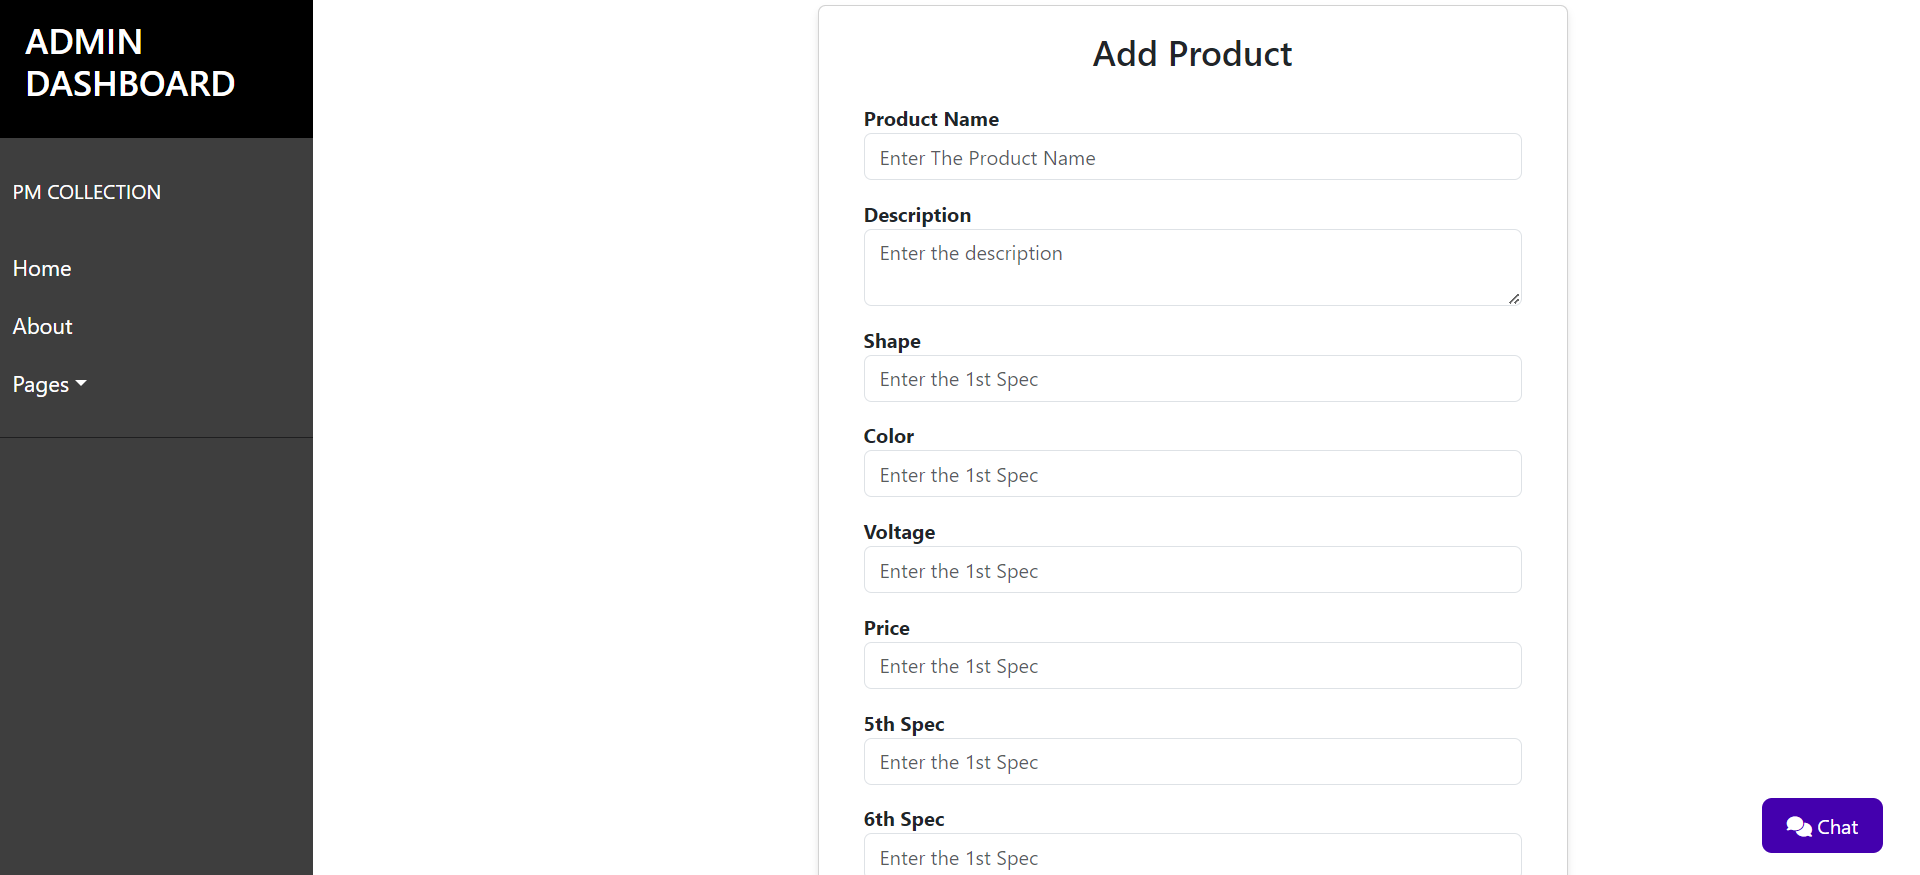 ADMIN
DASHBOARD
PM COLLECTION
Home
About
Pages
Add Product
Product Name
Enter The Product Name
Description
Enter the description
Shape
Enter the 1st Spec
Color
Enter the 1st Spec
Voltage
Enter the 1st Spec
Price
Enter the 1st Spec
5th Spec
Enter the 1st Spec
6th Spec
Enter the 1st Spec
Chat